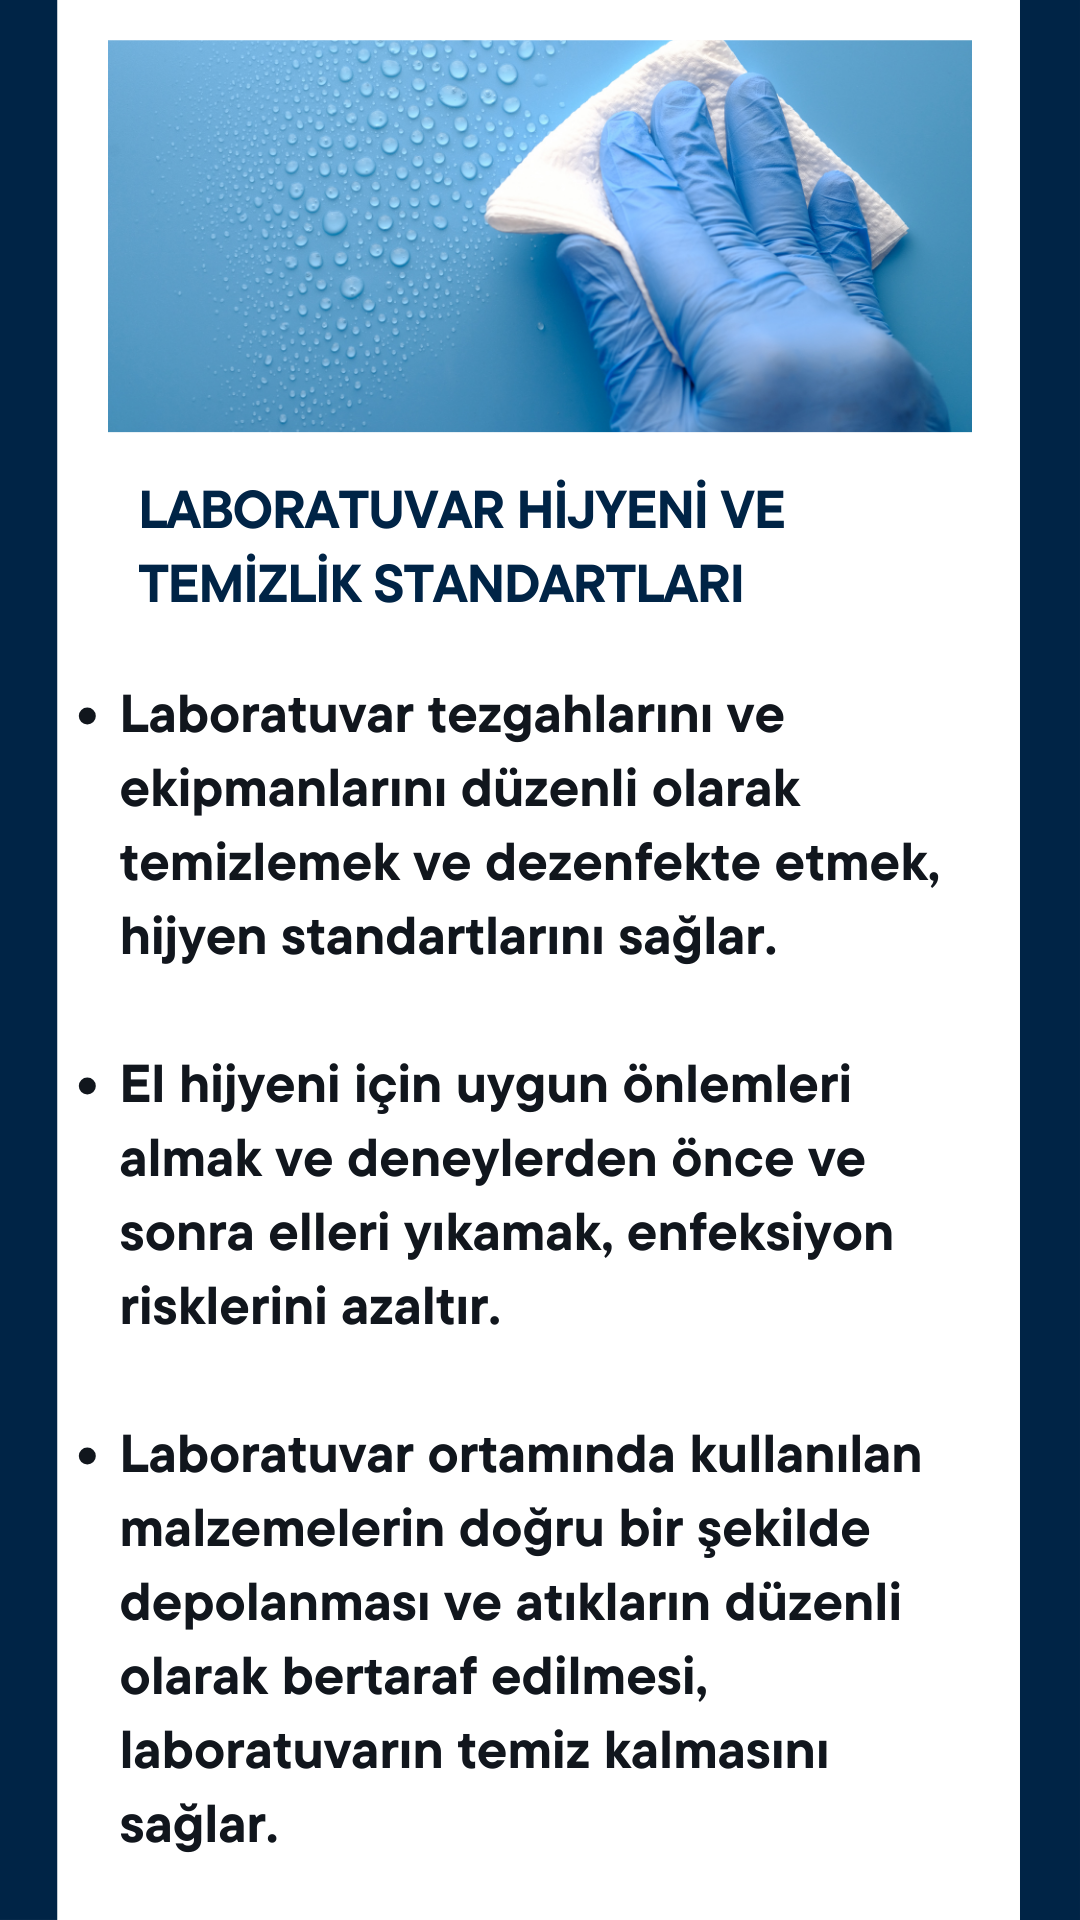 LABORATUVAR HİJYENİ VE
TEMİZLİK STANDARTLARI
• Laboratuvar tezgahlarını ve
ekipmanlarını düzenli olarak
temizlemek ve dezenfekte etmek,
hijyen standartlarını sağlar.
• El hijyeni için uygun önlemleri
almak ve deneylerden önce ve
sonra elleri yıkamak, enfeksiyon
risklerini azaltır.
• Laboratuvar ortamında kullanılan
malzemelerin doğru bir şekilde
depolanması ve atıkların düzenli
olarak bertaraf edilmesi,
laboratuvarın temiz kalmasını
sağlar.